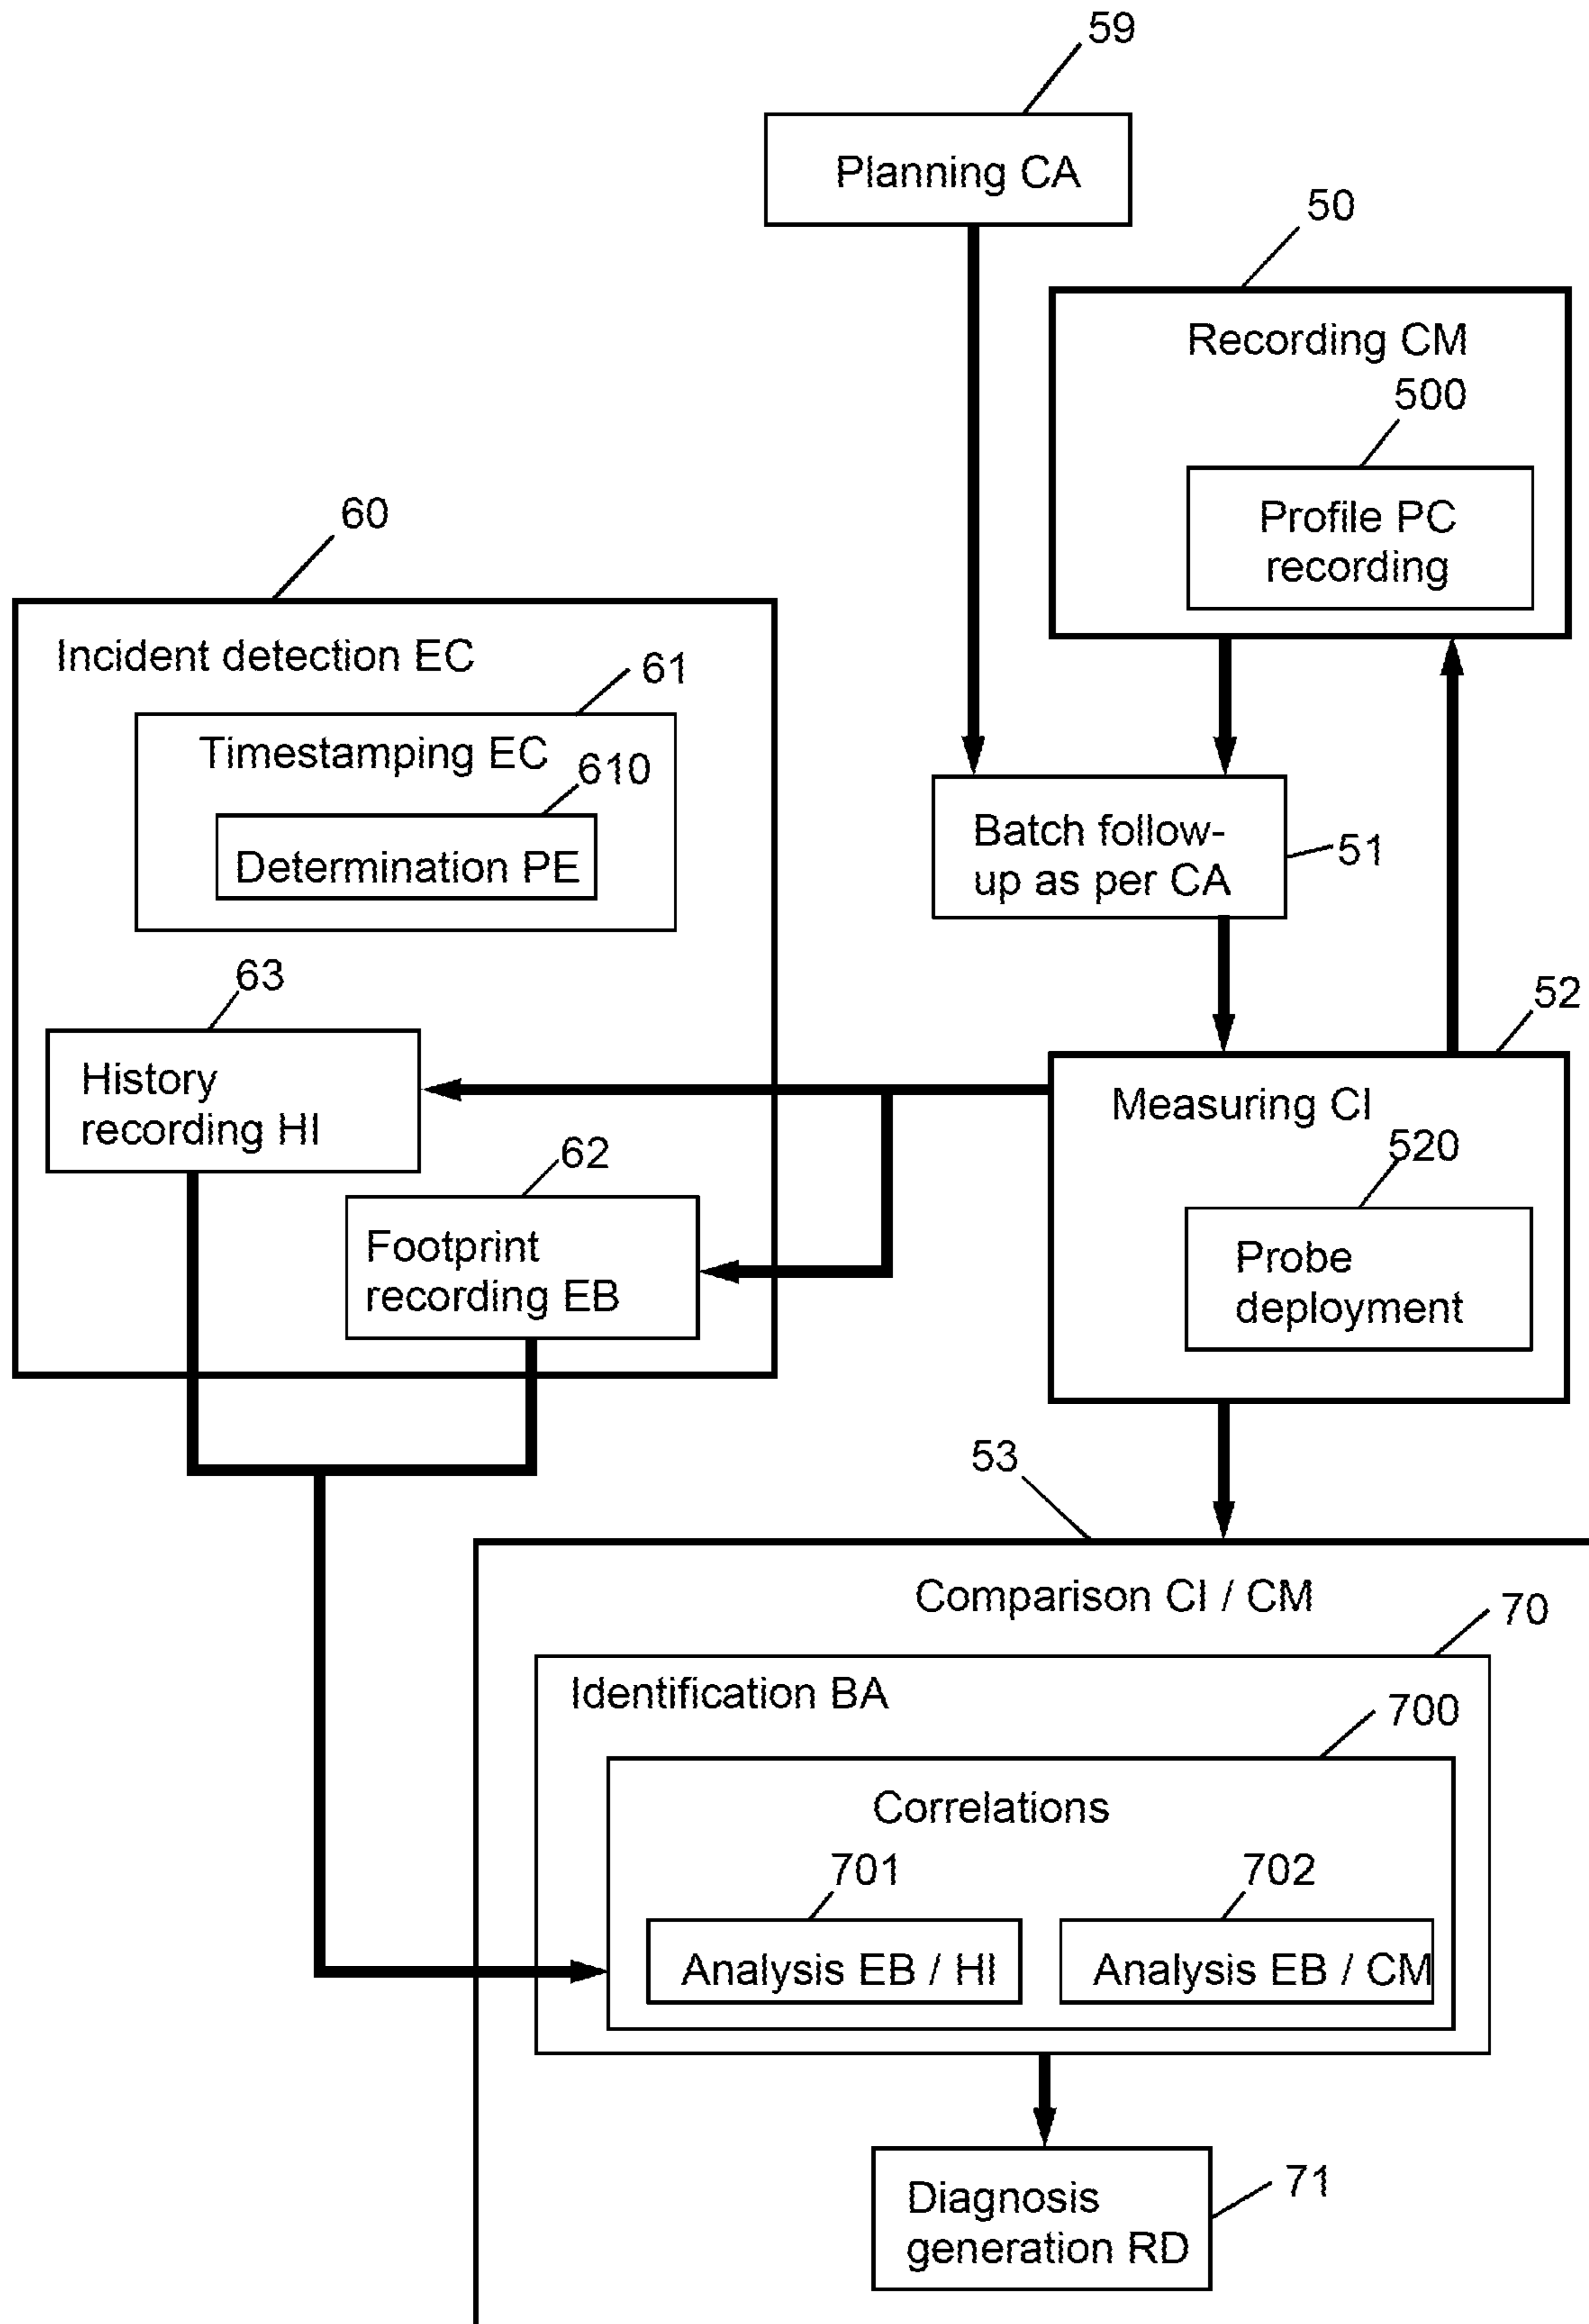 59
Planning CA
50
Recording CM
500
Profile PC
recording
60
Incident detection EC
61
Timestamping EC
610
Determination PE
Batch follow-
up as per CA
51
63
History
recording HI
52
Measuring CI
520
Probe
deployment
62
Footprint
recording EB
53
Comparison CI / CM
70
Identification BA
700
Correlations
701
702
Analysis EB / HI
Analysis EB / CM
Diagnosis
generation RD
71